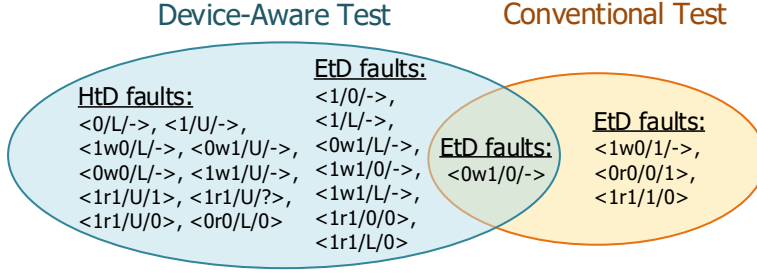 Device-Aware Test
Conventional Test
HtD faults:
<0/L/->, <1/U/->,
<1w0/L/->, <0w1/U/->,
<0w0/L/->, <1w1/U/->,
<1r1/U/1>, <1r1/U/?>,
<1r1/U/0>, <0r0/L/0>
EtD faults:
<1/0/->,
<1/L/->,
<0w1/L/->,
<1w1/0/->,
<1w1/L/->,
<1r1/0/0>,
<1r1/L/0>
EtD faults:
<0w1/0/->
EtD faults:
<1w0/1/->,
<0r0/0/1>,
<1r1/1/0>